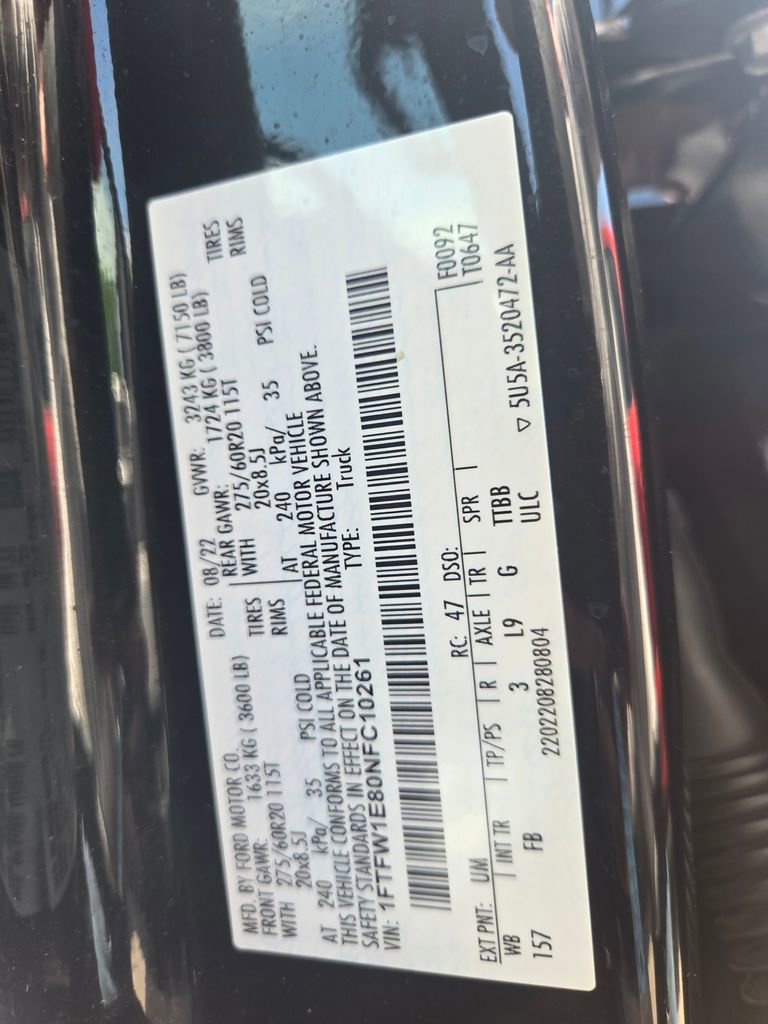 MFD. BY FORD MOTOR CO. DATE: 08/22 GVWR: 3243 KG ( 7150 LB)
FRONT GAWR: 1633 KG ( 3600 LB) REAR GAWR: 1724 KG ( 3800 LB)
WITH 275/60R20 115T TIRES WITH 275/60R20 115T TIRES
20x8.5J RIMS 20x8.5J RIMS
AT 240 kPa/ 35 PSI COLD AT 240 kPa/ 35 PSI COLD
THIS VEHICLE CONFORMS TO ALL APPLICABLE FEDERAL MOTOR VEHICLE
SAFETY STANDARDS IN EFFECT ON THE DATE OF MANUFACTURE SHOWN ABOVE.
VIN: 1FTFW1E80NFC10261 TYPE: Truck
EXT PNT: UM RC: 47 DSO: F0092
WB INT TR TP/PS R AXLE TR SPR T0647
157 FB 3 L9 G TTBB
2202208280804 ULC ▽ 5U5A-3520472-AA